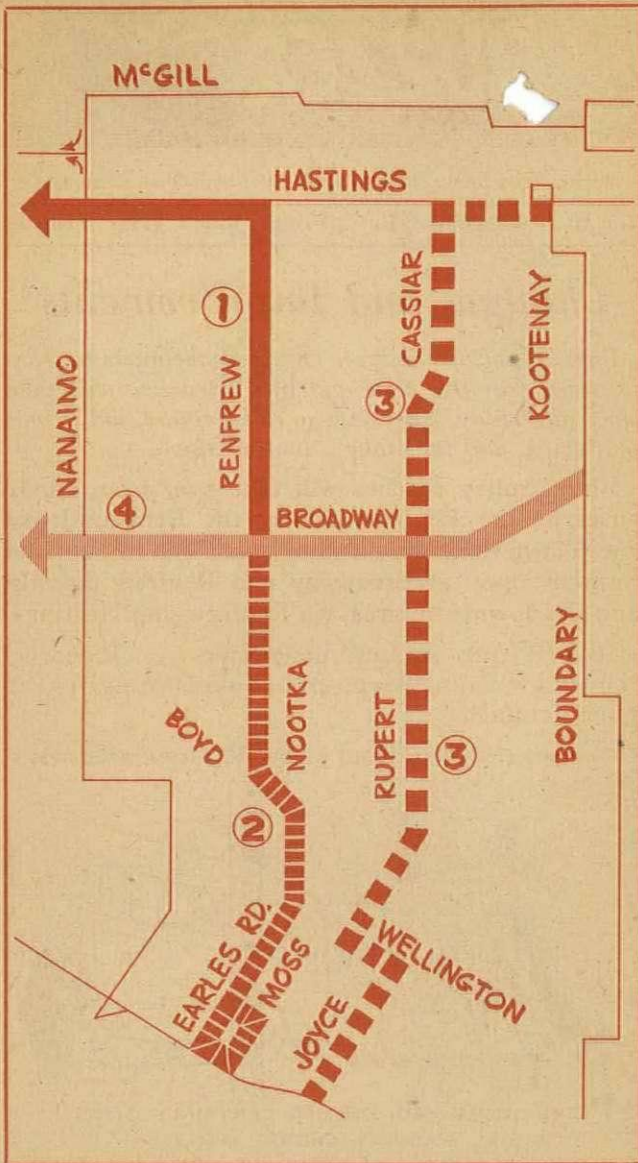 McGILL
HASTINGS
CASSIAR
KOOTENAY
①
③
RENFREW
NANAIMO
④
BROADWAY
BOUNDARY
NOOTKA
BOYD
RUPERT
③
②
EARLES RD.
MOSS
WELLINGTON
JOYCE